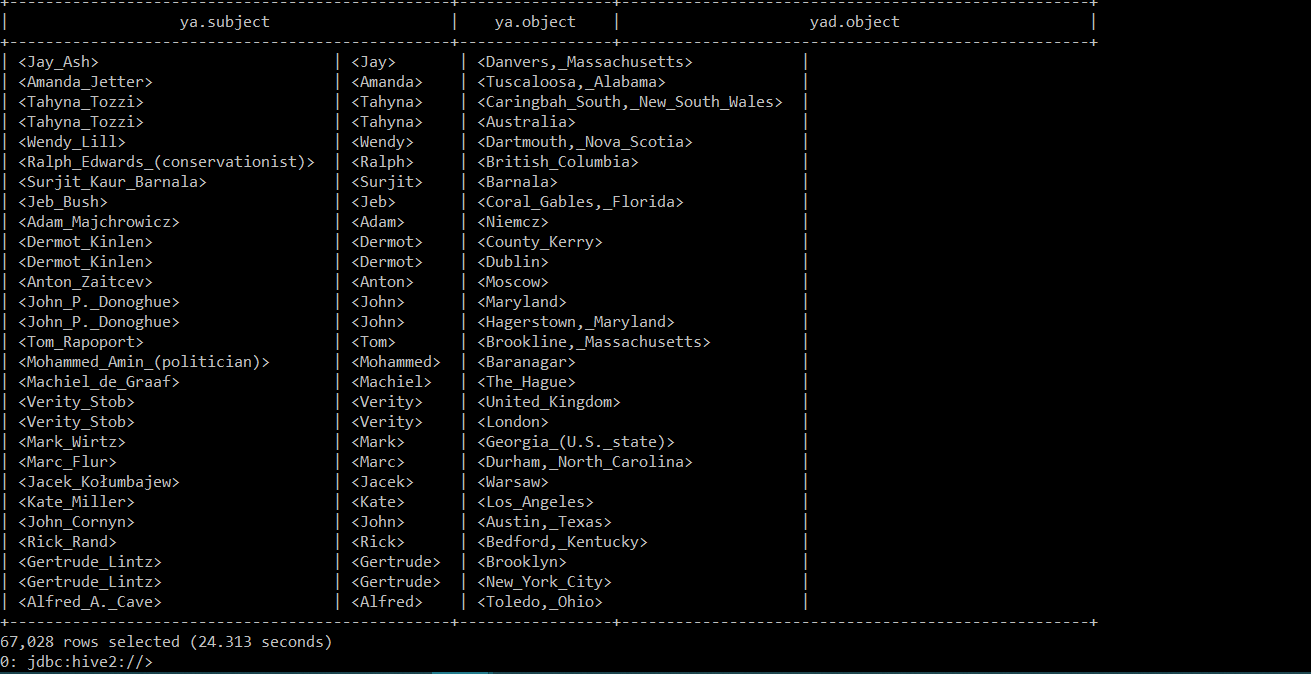 +--------------------------------------------------+-----------------+----------------------------------------------------+
| ya.subject | ya.object | yad.object |
+--------------------------------------------------+-----------------+----------------------------------------------------+
| <Jay_Ash> | <Jay> | <Danvers,_Massachusetts> |
| <Amanda_Jetter> | <Amanda> | <Tuscaloosa,_Alabama> |
| <Tahyna_Tozzi> | <Tahyna> | <Caringbah_South,_New_South_Wales> |
| <Tahyna_Tozzi> | <Tahyna> | <Australia> |
| <Wendy_Lill> | <Wendy> | <Dartmouth,_Nova_Scotia> |
| <Ralph_Edwards_(conservationist)> | <Ralph> | <British_Columbia> |
| <Surjit_Kaur_Barnala> | <Surjit> | <Barnala> |
| <Jeb_Bush> | <Jeb> | <Coral_Gables,_Florida> |
| <Adam_Majchrowicz> | <Adam> | <Niemcz> |
| <Dermot_Kinlen> | <Dermot> | <County_Kerry> |
| <Dermot_Kinlen> | <Dermot> | <Dublin> |
| <Anton_Zaitcev> | <Anton> | <Moscow> |
| <John_P._Donoghue> | <John> | <Maryland> |
| <John_P._Donoghue> | <John> | <Hagerstown,_Maryland> |
| <Tom_Rapoport> | <Tom> | <Brookline,_Massachusetts> |
| <Mohammed_Amin_(politician)> | <Mohammed> | <Baranagar> |
| <Machiel_de_Graaf> | <Machiel> | <The_Hague> |
| <Verity_Stob> | <Verity> | <United_Kingdom> |
| <Verity_Stob> | <Verity> | <London> |
| <Mark_Wirtz> | <Mark> | <Georgia_(U.S._state)> |
| <Marc_Flur> | <Marc> | <Durham,_North_Carolina> |
| <Jacek_Kołumbajew> | <Jacek> | <Warsaw> |
| <Kate_Miller> | <Kate> | <Los_Angeles> |
| <John_Cornyn> | <John> | <Austin,_Texas> |
| <Rick_Rand> | <Rick> | <Bedford,_Kentucky> |
| <Gertrude_Lintz> | <Gertrude> | <Brooklyn> |
| <Gertrude_Lintz> | <Gertrude> | <New_York_City> |
| <Alfred_A._Cave> | <Alfred> | <Toledo,_Ohio> |
+--------------------------------------------------+-----------------+----------------------------------------------------+
67,028 rows selected (24.313 seconds)
0: jdbc:hive2://>